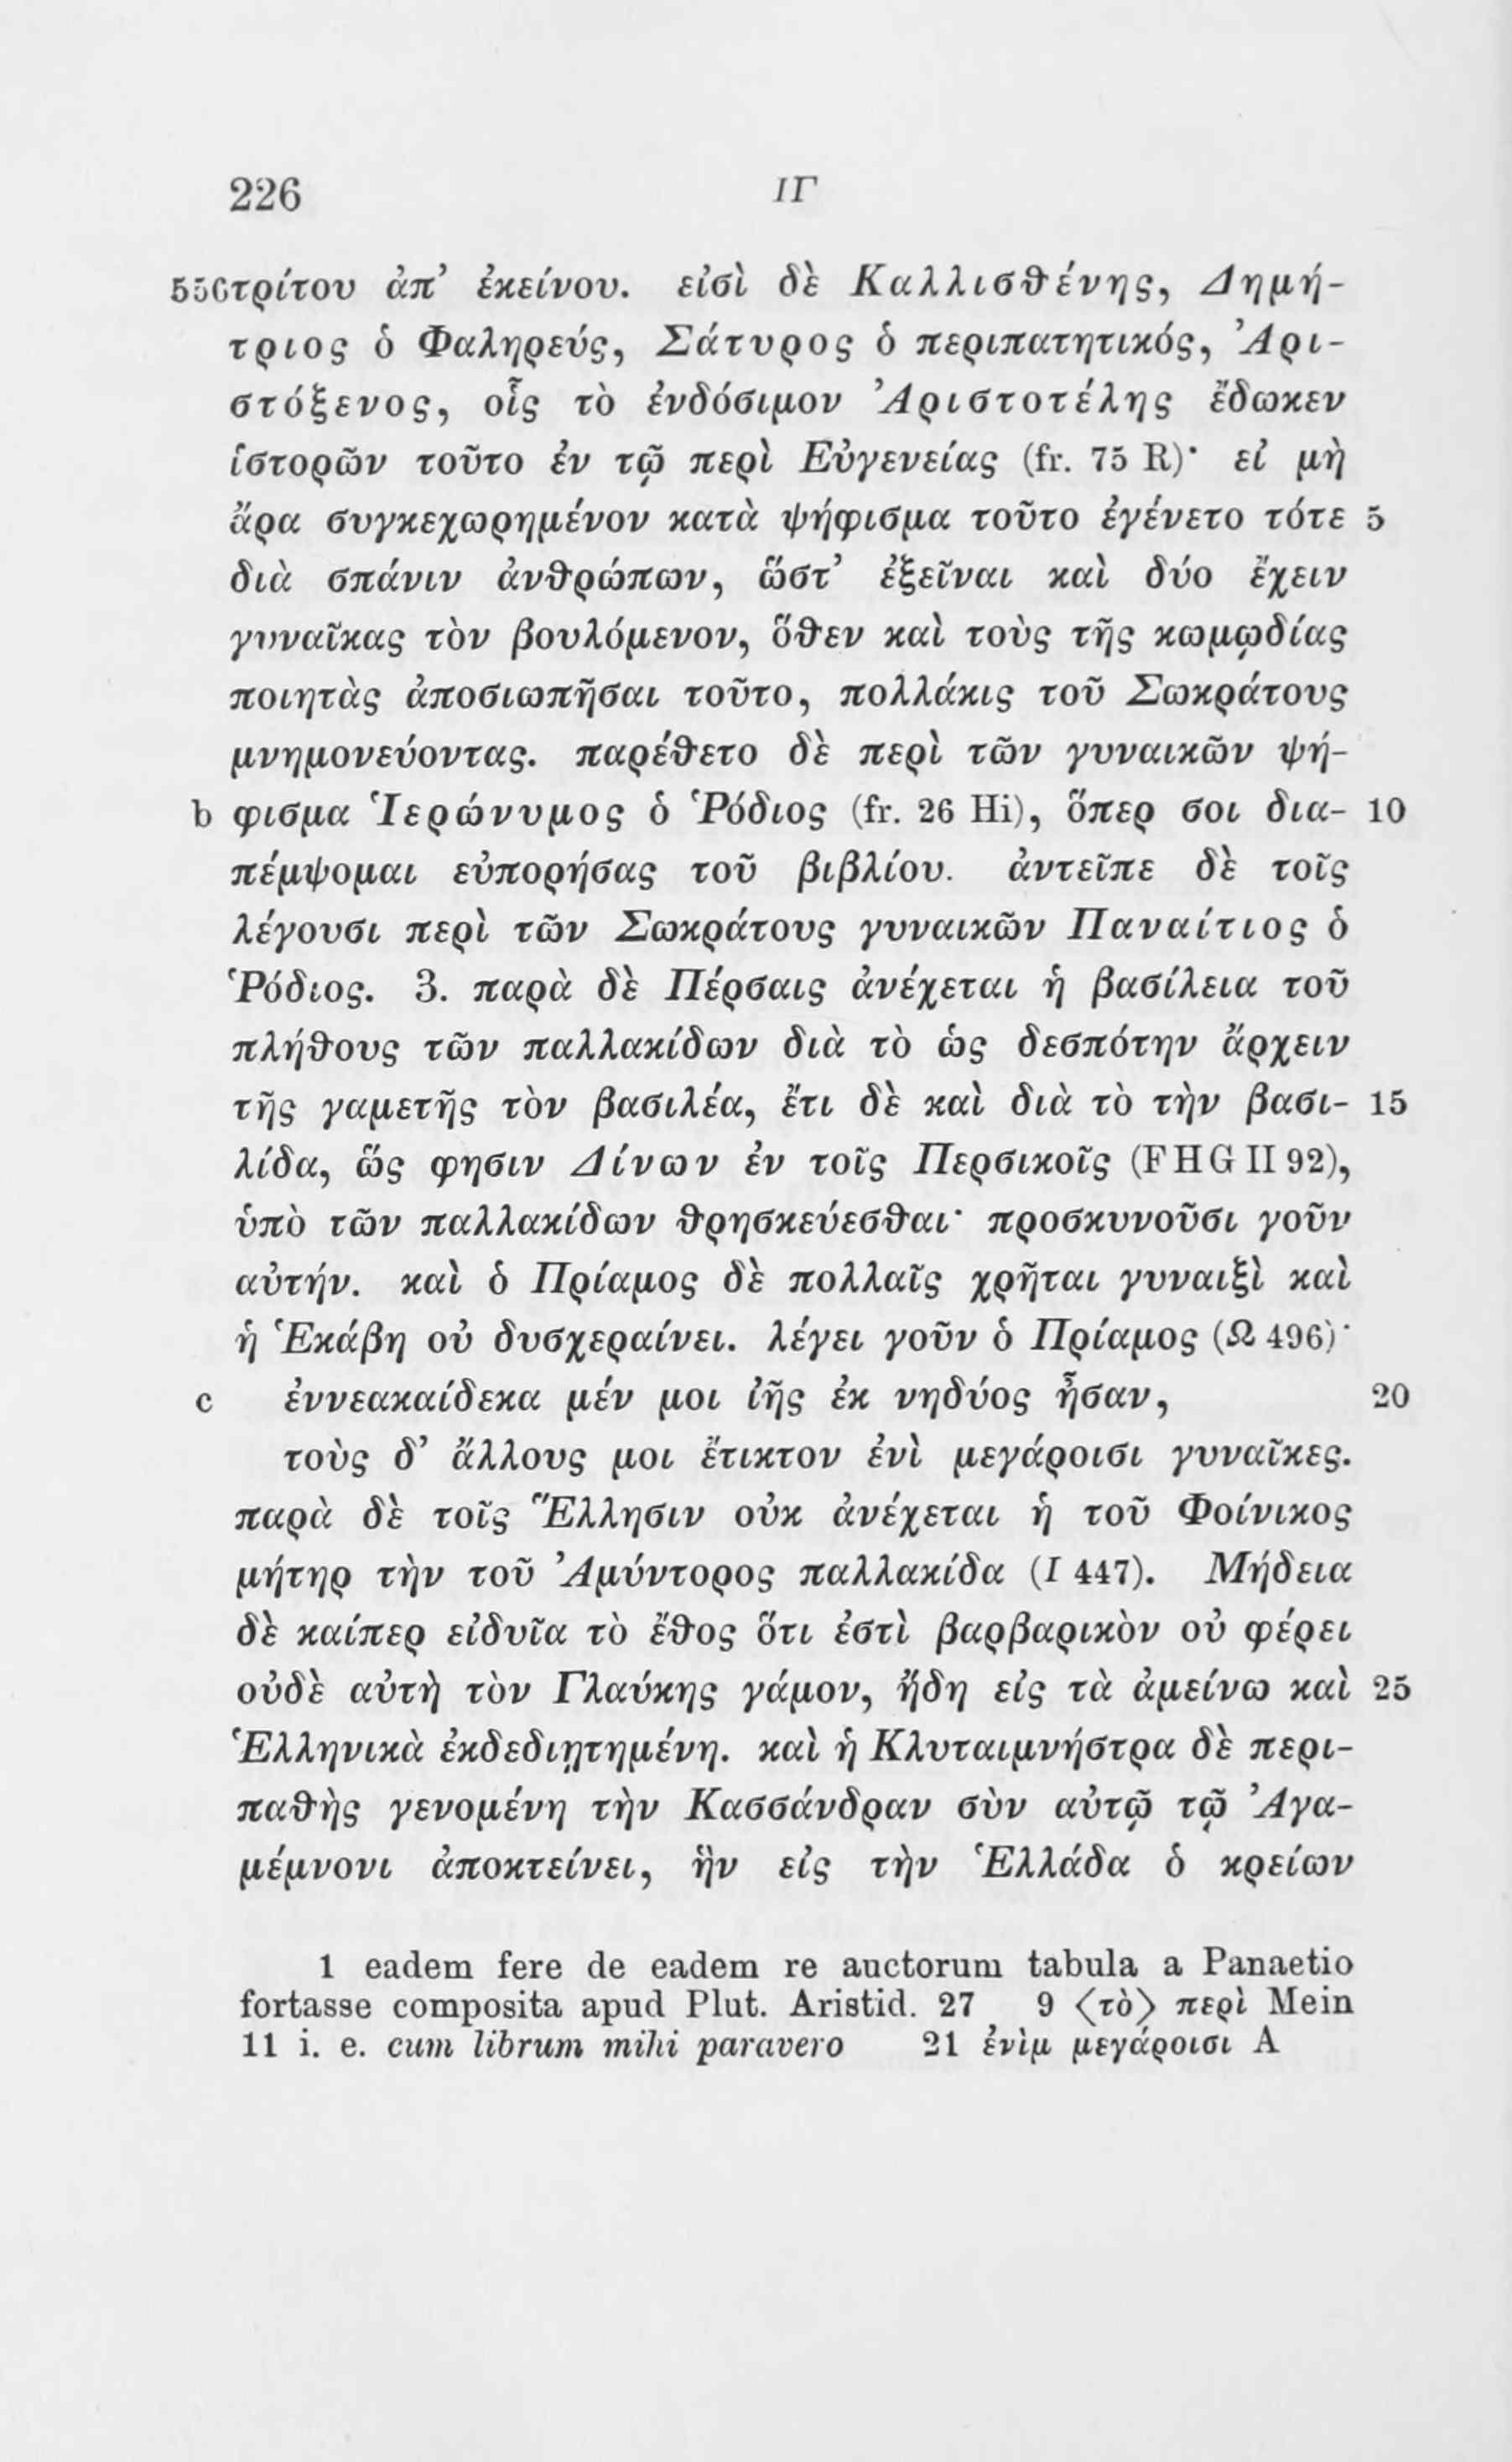 226 ΙΓ
556 τρίτου ἀπ’ ἐκείνου. εἰσὶ δὲ Καλλισθένης, Δημή-
τριος ὁ Φαληρεύς, Σάτυρος ὁ περιπατητικός, Ἀρι-
στόξενος, οἷς τὸ ἐνδόσιμον Ἀριστοτέλης ἔδωκεν
ἱστορῶν τοῦτο ἐν τῷ περὶ Εὐγενείας (fr. 75 R)· εἰ μὴ
ἄρα συγκεχωρημένον κατὰ ψήφισμα τοῦτο ἐγένετο τότε 5
διὰ σπάνιν ἀνθρώπων, ὥστ’ ἐξεῖναι καὶ δύο ἔχειν
γυναῖκας τὸν βουλόμενον, ὅθεν καὶ τοὺς τῆς κωμῳδίας
ποιητὰς ἀποσιωπῆσαι τοῦτο, πολλάκις τοῦ Σωκράτους
μνημονεύοντας. παρέθετο δὲ περὶ τῶν γυναικῶν ψή-
b φισμα Ἱερώνυμος ὁ Ῥόδιος (fr. 26 Hi), ὅπερ σοι δια- 10
πέμψομαι εὐπορήσας τοῦ βιβλίου. ἀντεῖπε δὲ τοῖς
λέγουσι περὶ τῶν Σωκράτους γυναικῶν Παναίτιος ὁ
Ῥόδιος. 3. παρὰ δὲ Πέρσαις ἀνέχεται ἡ βασίλεια τοῦ
πλήθους τῶν παλλακίδων διὰ τὸ ὡς δεσπότην ἄρχειν
τῆς γαμετῆς τὸν βασιλέα, ἔτι δὲ καὶ διὰ τὸ τὴν βασι- 15
λίδα, ὥς φησιν Δίνων ἐν τοῖς Περσικοῖς (FHG II 92),
ὑπὸ τῶν παλλακίδων θρησκεύεσθαι· προσκυνοῦσι γοῦν
αὐτήν. καὶ ὁ Πρίαμος δὲ πολλαῖς χρῆται γυναιξὶ καὶ
ἡ Ἑκάβη οὐ δυσχεραίνει. λέγει γοῦν ὁ Πρίαμος (Ω 496)·
c ἐννεακαίδεκα μέν μοι ἰῆς ἐκ νηδύος ἦσαν, 20
τοὺς δ’ ἄλλους μοι ἔτικτον ἐνὶ μεγάροισι γυναῖκες.
παρὰ δὲ τοῖς Ἕλλησιν οὐκ ἀνέχεται ἡ τοῦ Φοίνικος
μήτηρ τὴν τοῦ Ἀμύντορος παλλακίδα (Ι 447). Μήδεια
δὲ καίπερ εἰδυῖα τὸ ἔθος ὅτι ἐστὶ βαρβαρικὸν οὐ φέρει
οὐδὲ αὐτὴ τὸν Γλαύκης γάμον, ἤδη εἰς τὰ ἀμείνω καὶ 25
Ἑλληνικὰ ἐκδεδιῃτημένη. καὶ ἡ Κλυταιμνήστρα δὲ περι-
παθὴς γενομένη τὴν Κασσάνδραν σὺν αὐτῷ τῷ Ἀγα-
μέμνονι ἀποκτείνει, ἣν εἰς τὴν Ἑλλάδα ὁ κρείων
1 eadem fere de eadem re auctorum tabula a Panaetio
fortasse composita apud Plut. Aristid. 27 9 ⟨τὸ⟩ περὶ Mein
11 i. e. cum librum mihi paravero 21 ἐνὶμ μεγάροισι A